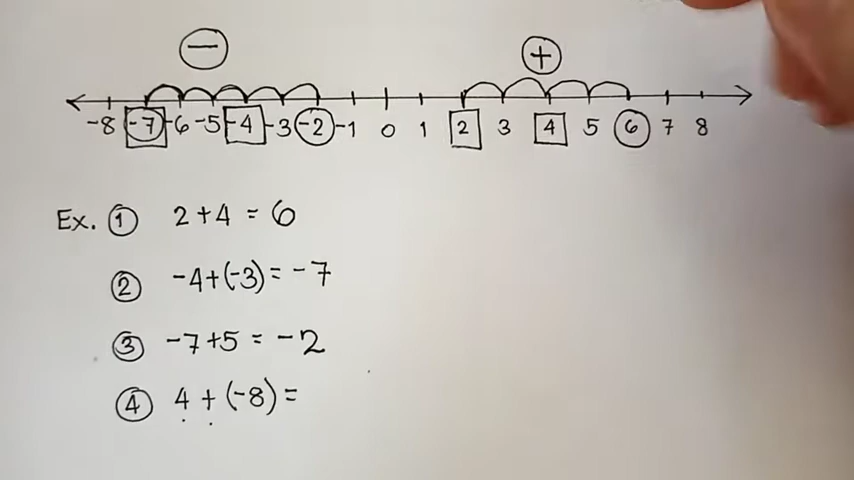 − +
-8 -7 -6 -5 -4 -3 -2 -1 0 1 2 3 4 5 6 7 8
Ex. 1 2+4 = 6
2 -4+(-3) = -7
3 -7+5 = -2
4 4 + (-8) =